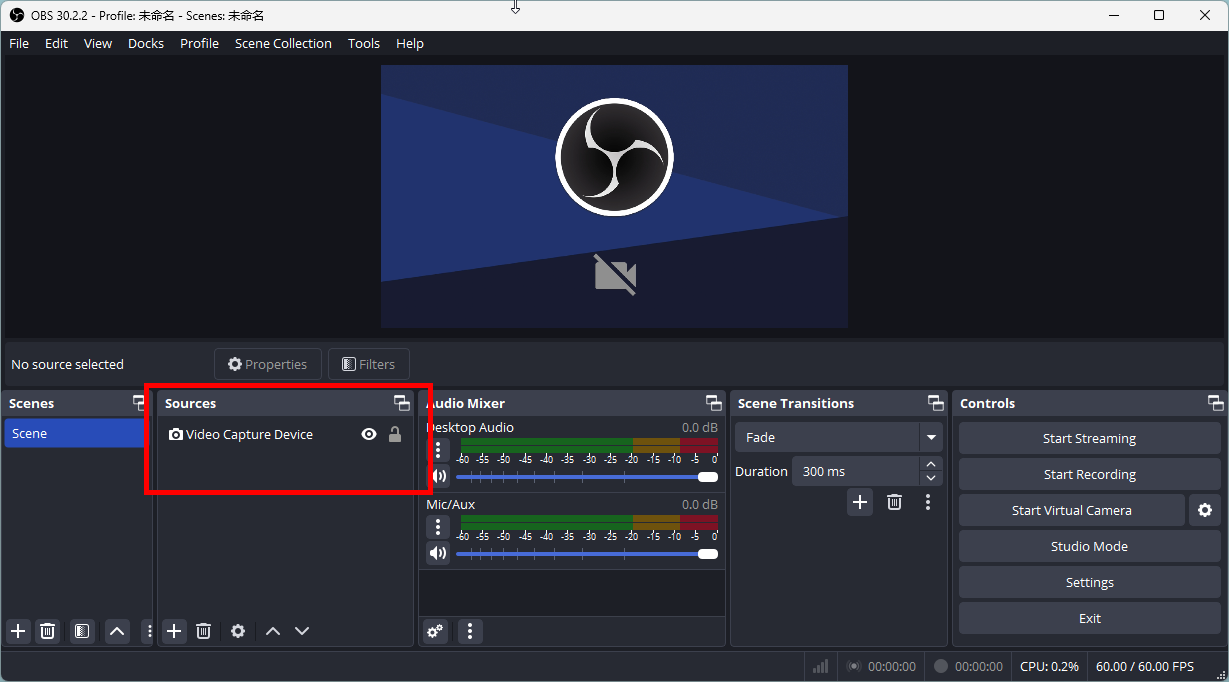 OBS 30.2.2 - Profile: 未命名 - Scenes: 未命名
File Edit View Docks Profile Scene Collection Tools Help
No source selected Properties Filters
Scenes
Scene
Sources
Video Capture Device
Audio Mixer
Desktop Audio 0.0 dB
-60 -55 -50 -45 -40 -35 -30 -25 -20 -15 -10 -5 0
Mic/Aux 0.0 dB
-60 -55 -50 -45 -40 -35 -30 -25 -20 -15 -10 -5 0
Scene Transitions
Fade
Duration 300 ms
Controls
Start Streaming
Start Recording
Start Virtual Camera
Studio Mode
Settings
Exit
00:00:00 00:00:00 CPU: 0.2% 60.00 / 60.00 FPS